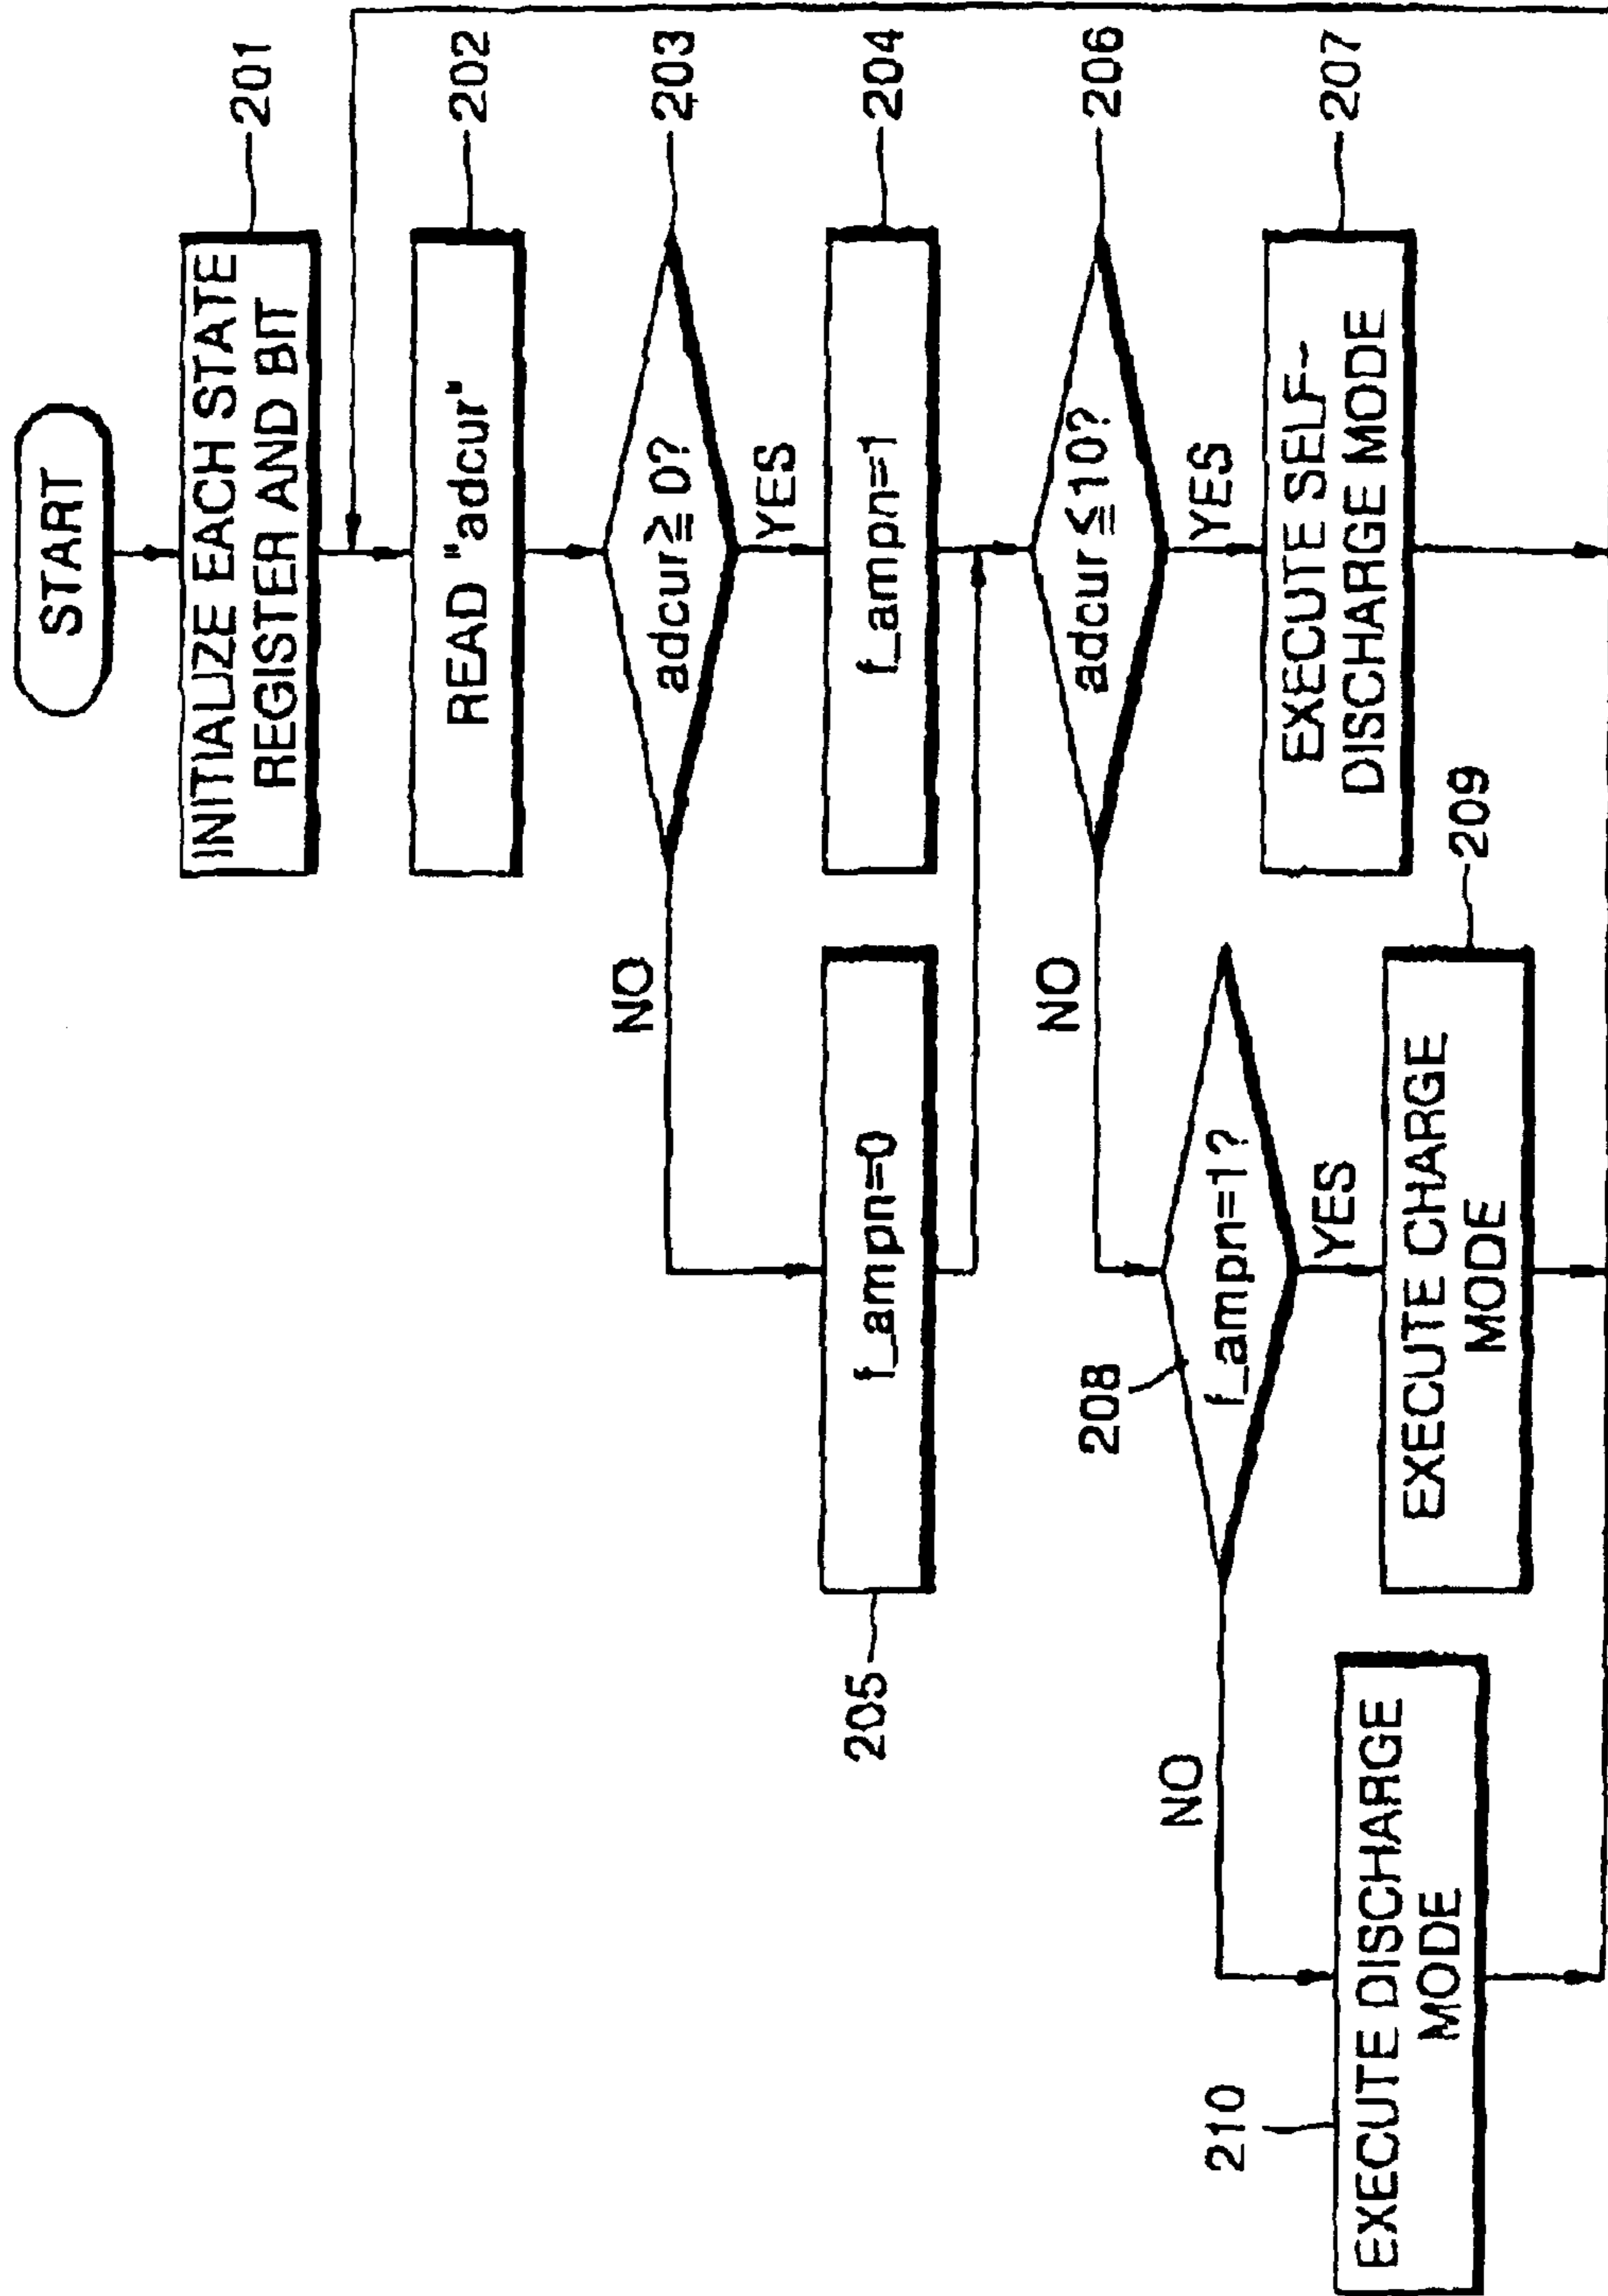 START
INITIALIZE EACH STATE
REGISTER AND BIT
201
READ "adcur"
202
adcur≧0?
203
NO
YES
f_ampn=1
204
f_ampn=0
205
adcur≦10?
206
NO
YES
EXECUTE SELF-
DISCHARGE MODE
207
208
f_ampn=1?
NO
YES
EXECUTE CHARGE
MODE
209
210
EXECUTE DISCHARGE
MODE